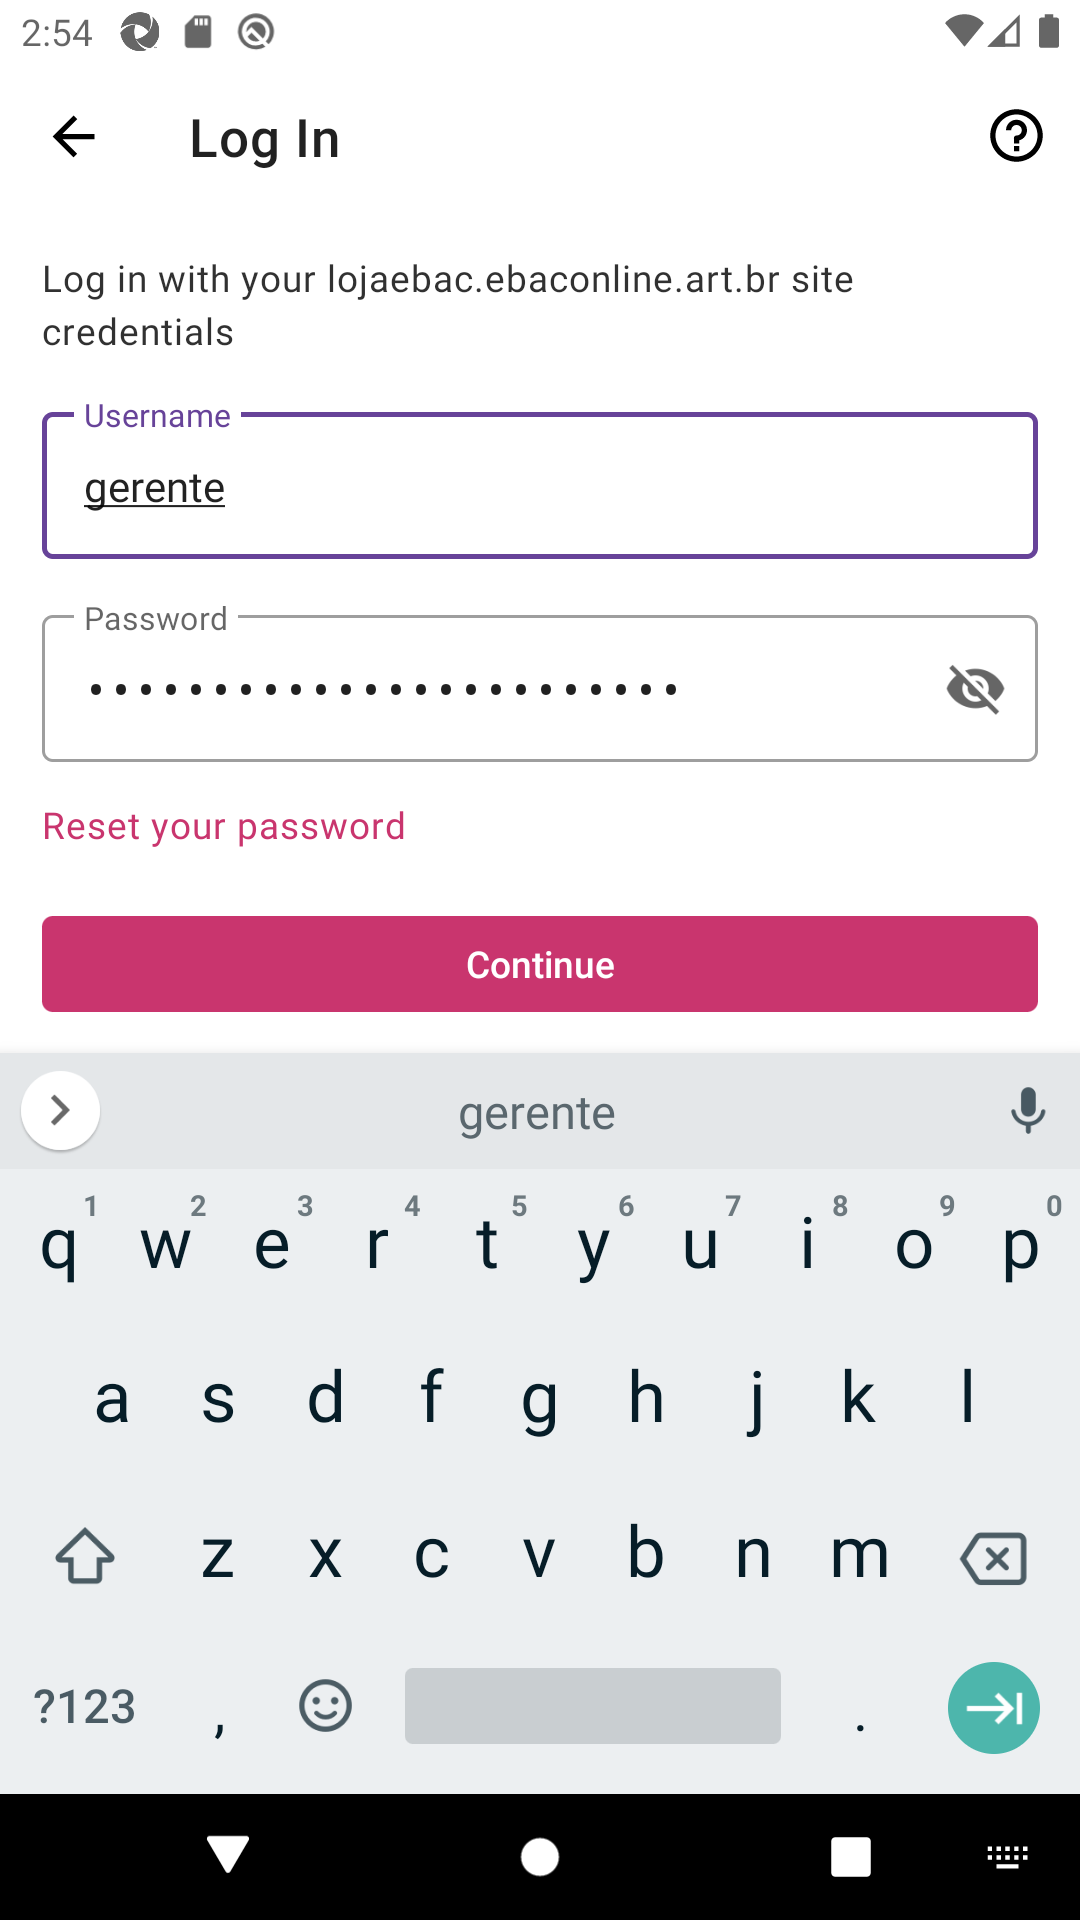 2:54
Log In
Log in with your lojaebac.ebaconline.art.br site
credentials
Username
gerente
Password
••••••••••••••••••••••••
Reset your password
Continue
gerente
1 2 3 4 5 6 7 8 9 0
q w e r t y u i o p
a s d f g h j k l
z x c v b n m
?123 , .